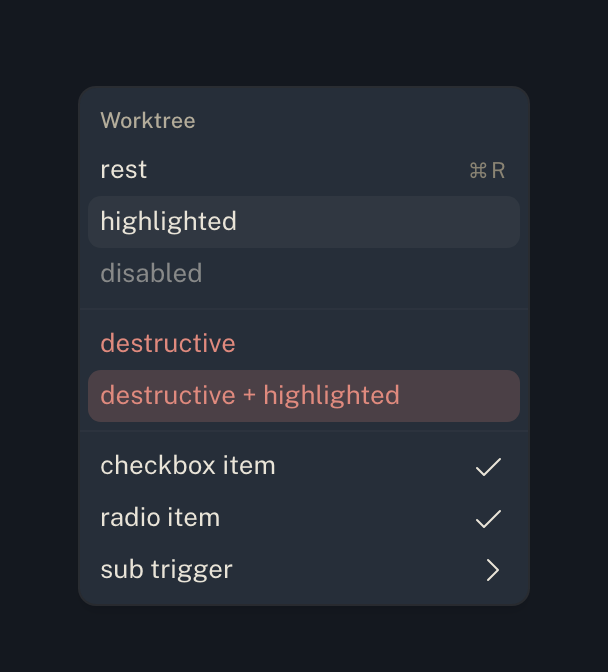 Worktree
rest ⌘R
highlighted
disabled
destructive
destructive + highlighted
checkbox item
radio item
sub trigger